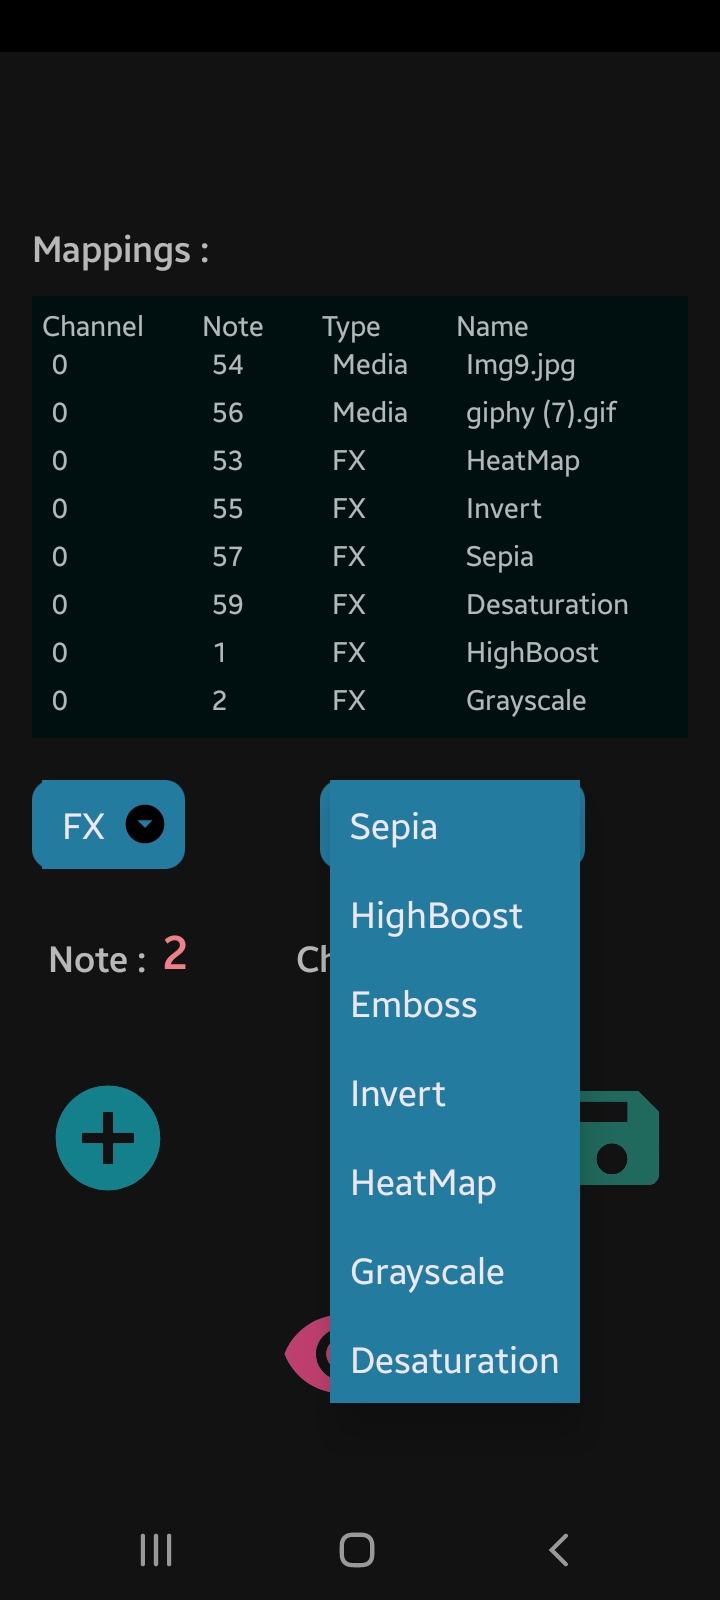 Mappings :
Channel Note Type Name
0 54 Media Img9.jpg
0 56 Media giphy (7).gif
0 53 FX HeatMap
0 55 FX Invert
0 57 FX Sepia
0 59 FX Desaturation
0 1 FX HighBoost
0 2 FX Grayscale
FX
Sepia
HighBoost
Note : 2
Emboss
Invert
HeatMap
Grayscale
Desaturation